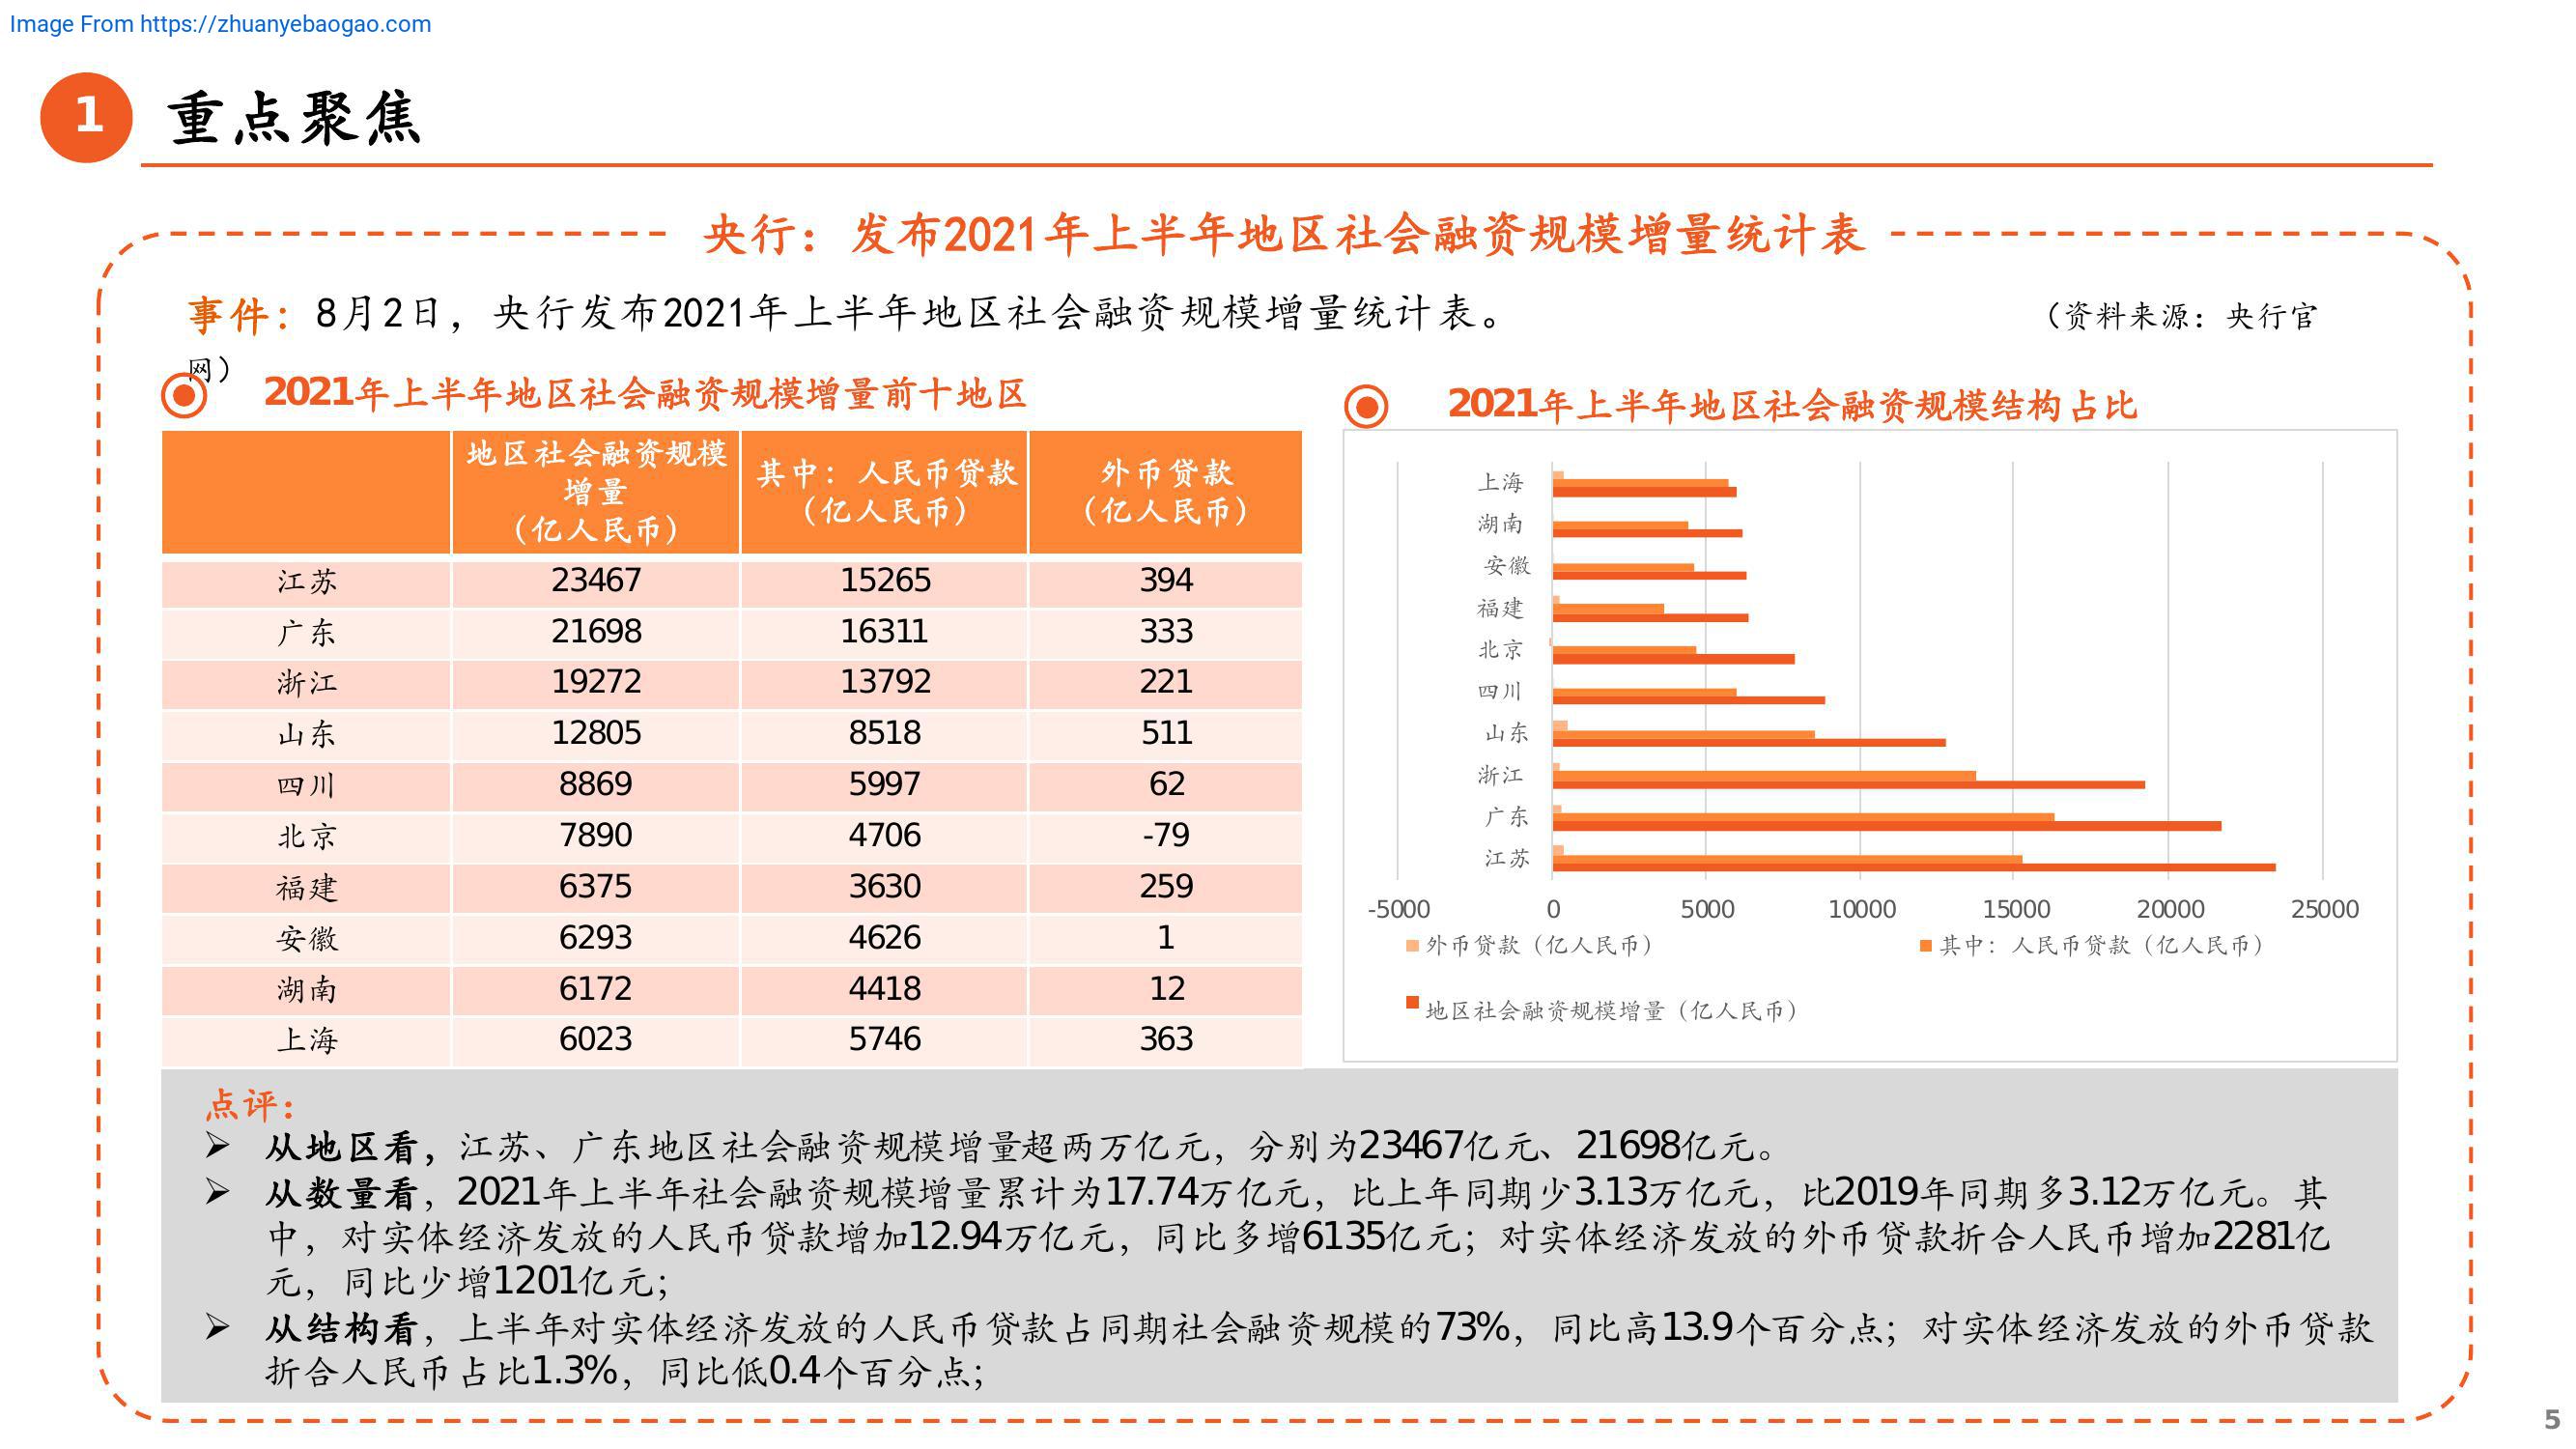 Image From https://zhuanyebaogao.com
1
重点聚焦
央行：发布2021年上半年地区社会融资规模增量统计表
事件：8月2日，央行发布2021年上半年地区社会融资规模增量统计表。 （资料来源：央行官
网）
2021年上半年地区社会融资规模增量前十地区
地区社会融资规模
增量
（亿人民币）
其中：人民币贷款
（亿人民币）
外币贷款
（亿人民币）
江苏 23467 15265 394
广东 21698 16311 333
浙江 19272 13792 221
山东 12805 8518 511
四川 8869 5997 62
北京 7890 4706 -79
福建 6375 3630 259
安徽 6293 4626 1
湖南 6172 4418 12
上海 6023 5746 363
2021年上半年地区社会融资规模结构占比
上海
湖南
安徽
福建
北京
四川
山东
浙江
广东
江苏
-5000 0 5000 10000 15000 20000 25000
外币贷款（亿人民币） 其中：人民币贷款（亿人民币）
地区社会融资规模增量（亿人民币）
点评：
➢ 从地区看，江苏、广东地区社会融资规模增量超两万亿元，分别为23467亿元、21698亿元。
➢ 从数量看，2021年上半年社会融资规模增量累计为17.74万亿元，比上年同期少3.13万亿元，比2019年同期多3.12万亿元。其
中，对实体经济发放的人民币贷款增加12.94万亿元，同比多增6135亿元；对实体经济发放的外币贷款折合人民币增加2281亿
元，同比少增1201亿元；
➢ 从结构看，上半年对实体经济发放的人民币贷款占同期社会融资规模的73%，同比高13.9个百分点；对实体经济发放的外币贷款
折合人民币占比1.3%，同比低0.4个百分点；
5